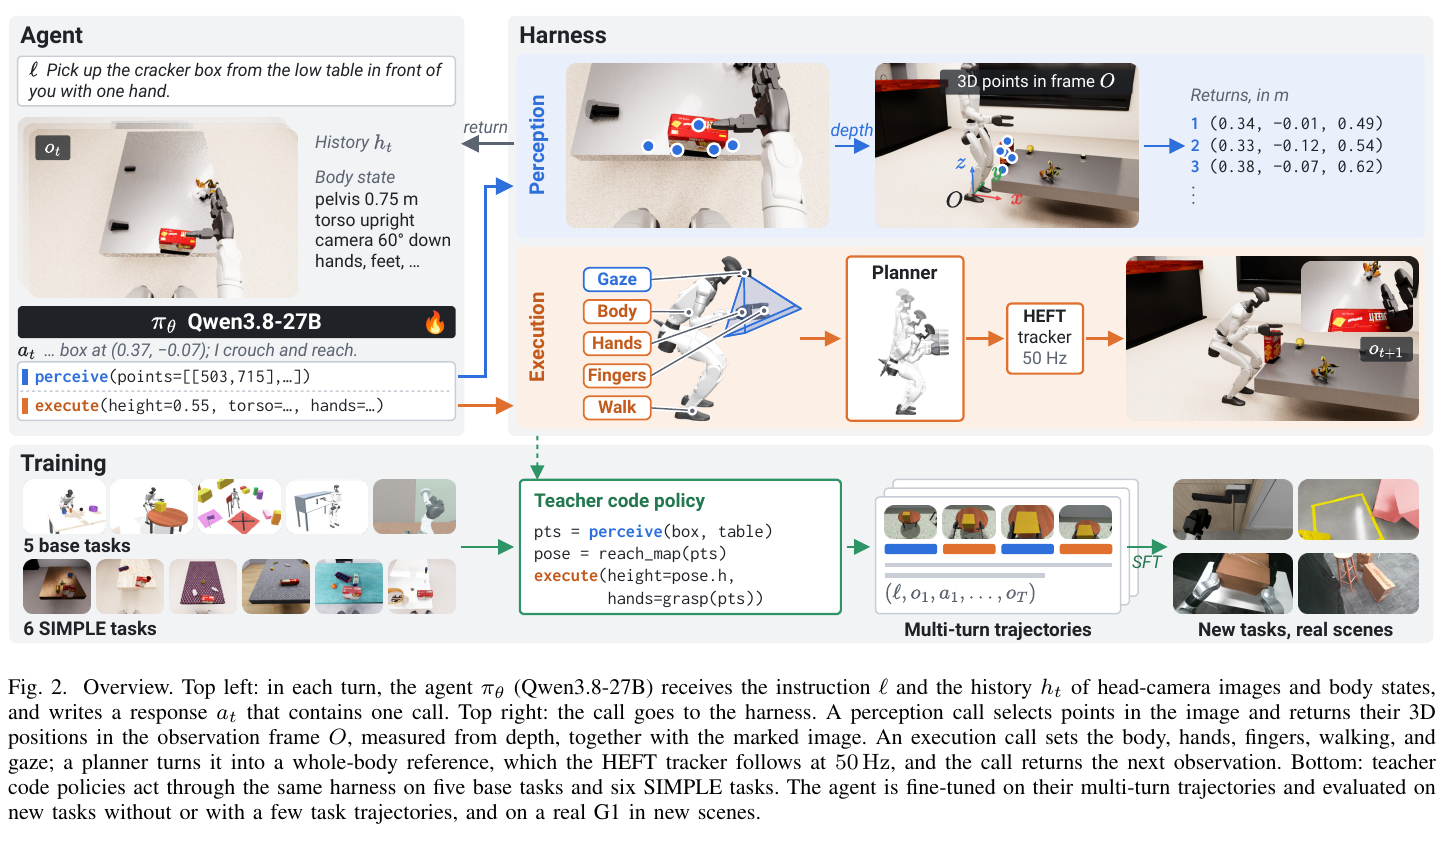 Agent
ℓ Pick up the cracker box from the low table in front of
you with one hand.
oₜ
History hₜ
Body state
pelvis 0.75 m
torso upright
camera 60° down
hands, feet, ...
πθ Qwen3.8-27B
aₜ ... box at (0.37, −0.07); I crouch and reach.
perceive(points=[[503,715],…])
execute(height=0.55, torso=…, hands=…)
return
Harness
Perception
depth
3D points in frame O
z
y
x
O
Returns, in m
1 (0.34, −0.01, 0.49)
2 (0.33, −0.12, 0.54)
3 (0.38, −0.07, 0.62)
⋮
Execution
Gaze
Body
Hands
Fingers
Walk
Planner
HEFT
tracker
50 Hz
oₜ₊₁
Training
5 base tasks
6 SIMPLE tasks
Teacher code policy
pts = perceive(box, table)
pose = reach_map(pts)
execute(height=pose.h,
hands=grasp(pts))
(ℓ, o₁, a₁, . . . , o_T)
Multi-turn trajectories
SFT
New tasks, real scenes
Fig. 2. Overview. Top left: in each turn, the agent πθ (Qwen3.8-27B) receives the instruction ℓ and the history hₜ of head-camera images and body states,
and writes a response aₜ that contains one call. Top right: the call goes to the harness. A perception call selects points in the image and returns their 3D
positions in the observation frame O, measured from depth, together with the marked image. An execution call sets the body, hands, fingers, walking, and
gaze; a planner turns it into a whole-body reference, which the HEFT tracker follows at 50 Hz, and the call returns the next observation. Bottom: teacher
code policies act through the same harness on five base tasks and six SIMPLE tasks. The agent is fine-tuned on their multi-turn trajectories and evaluated on
new tasks without or with a few task trajectories, and on a real G1 in new scenes.